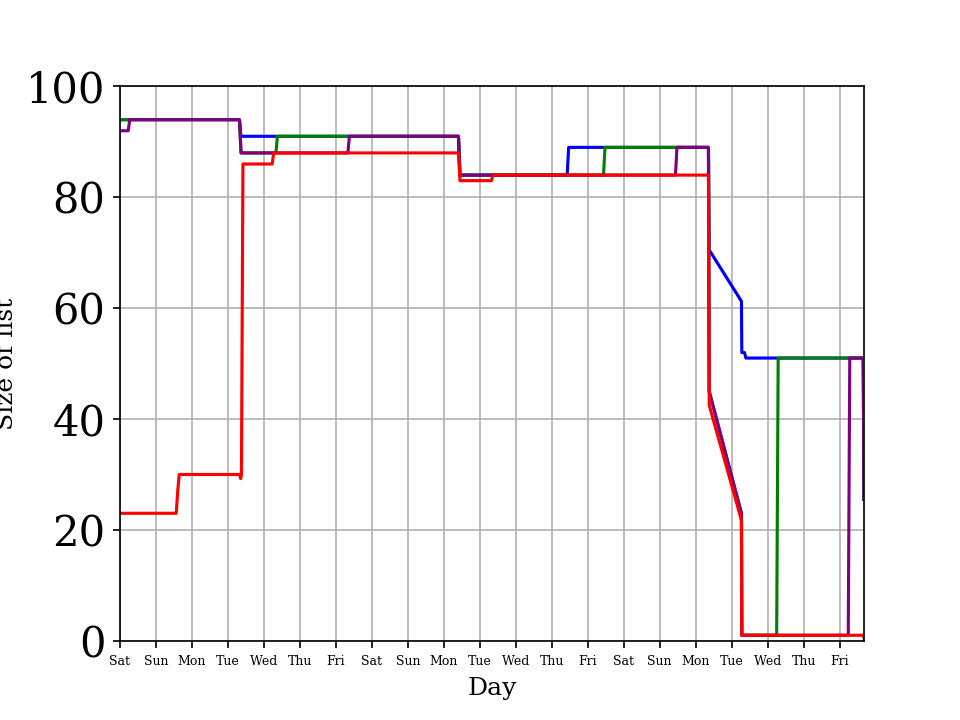 100
80
60
40
20
0
Size of list
Sat Sun Mon Tue Wed Thu Fri Sat Sun Mon Tue Wed Thu Fri Sat Sun Mon Tue Wed Thu Fri
Day